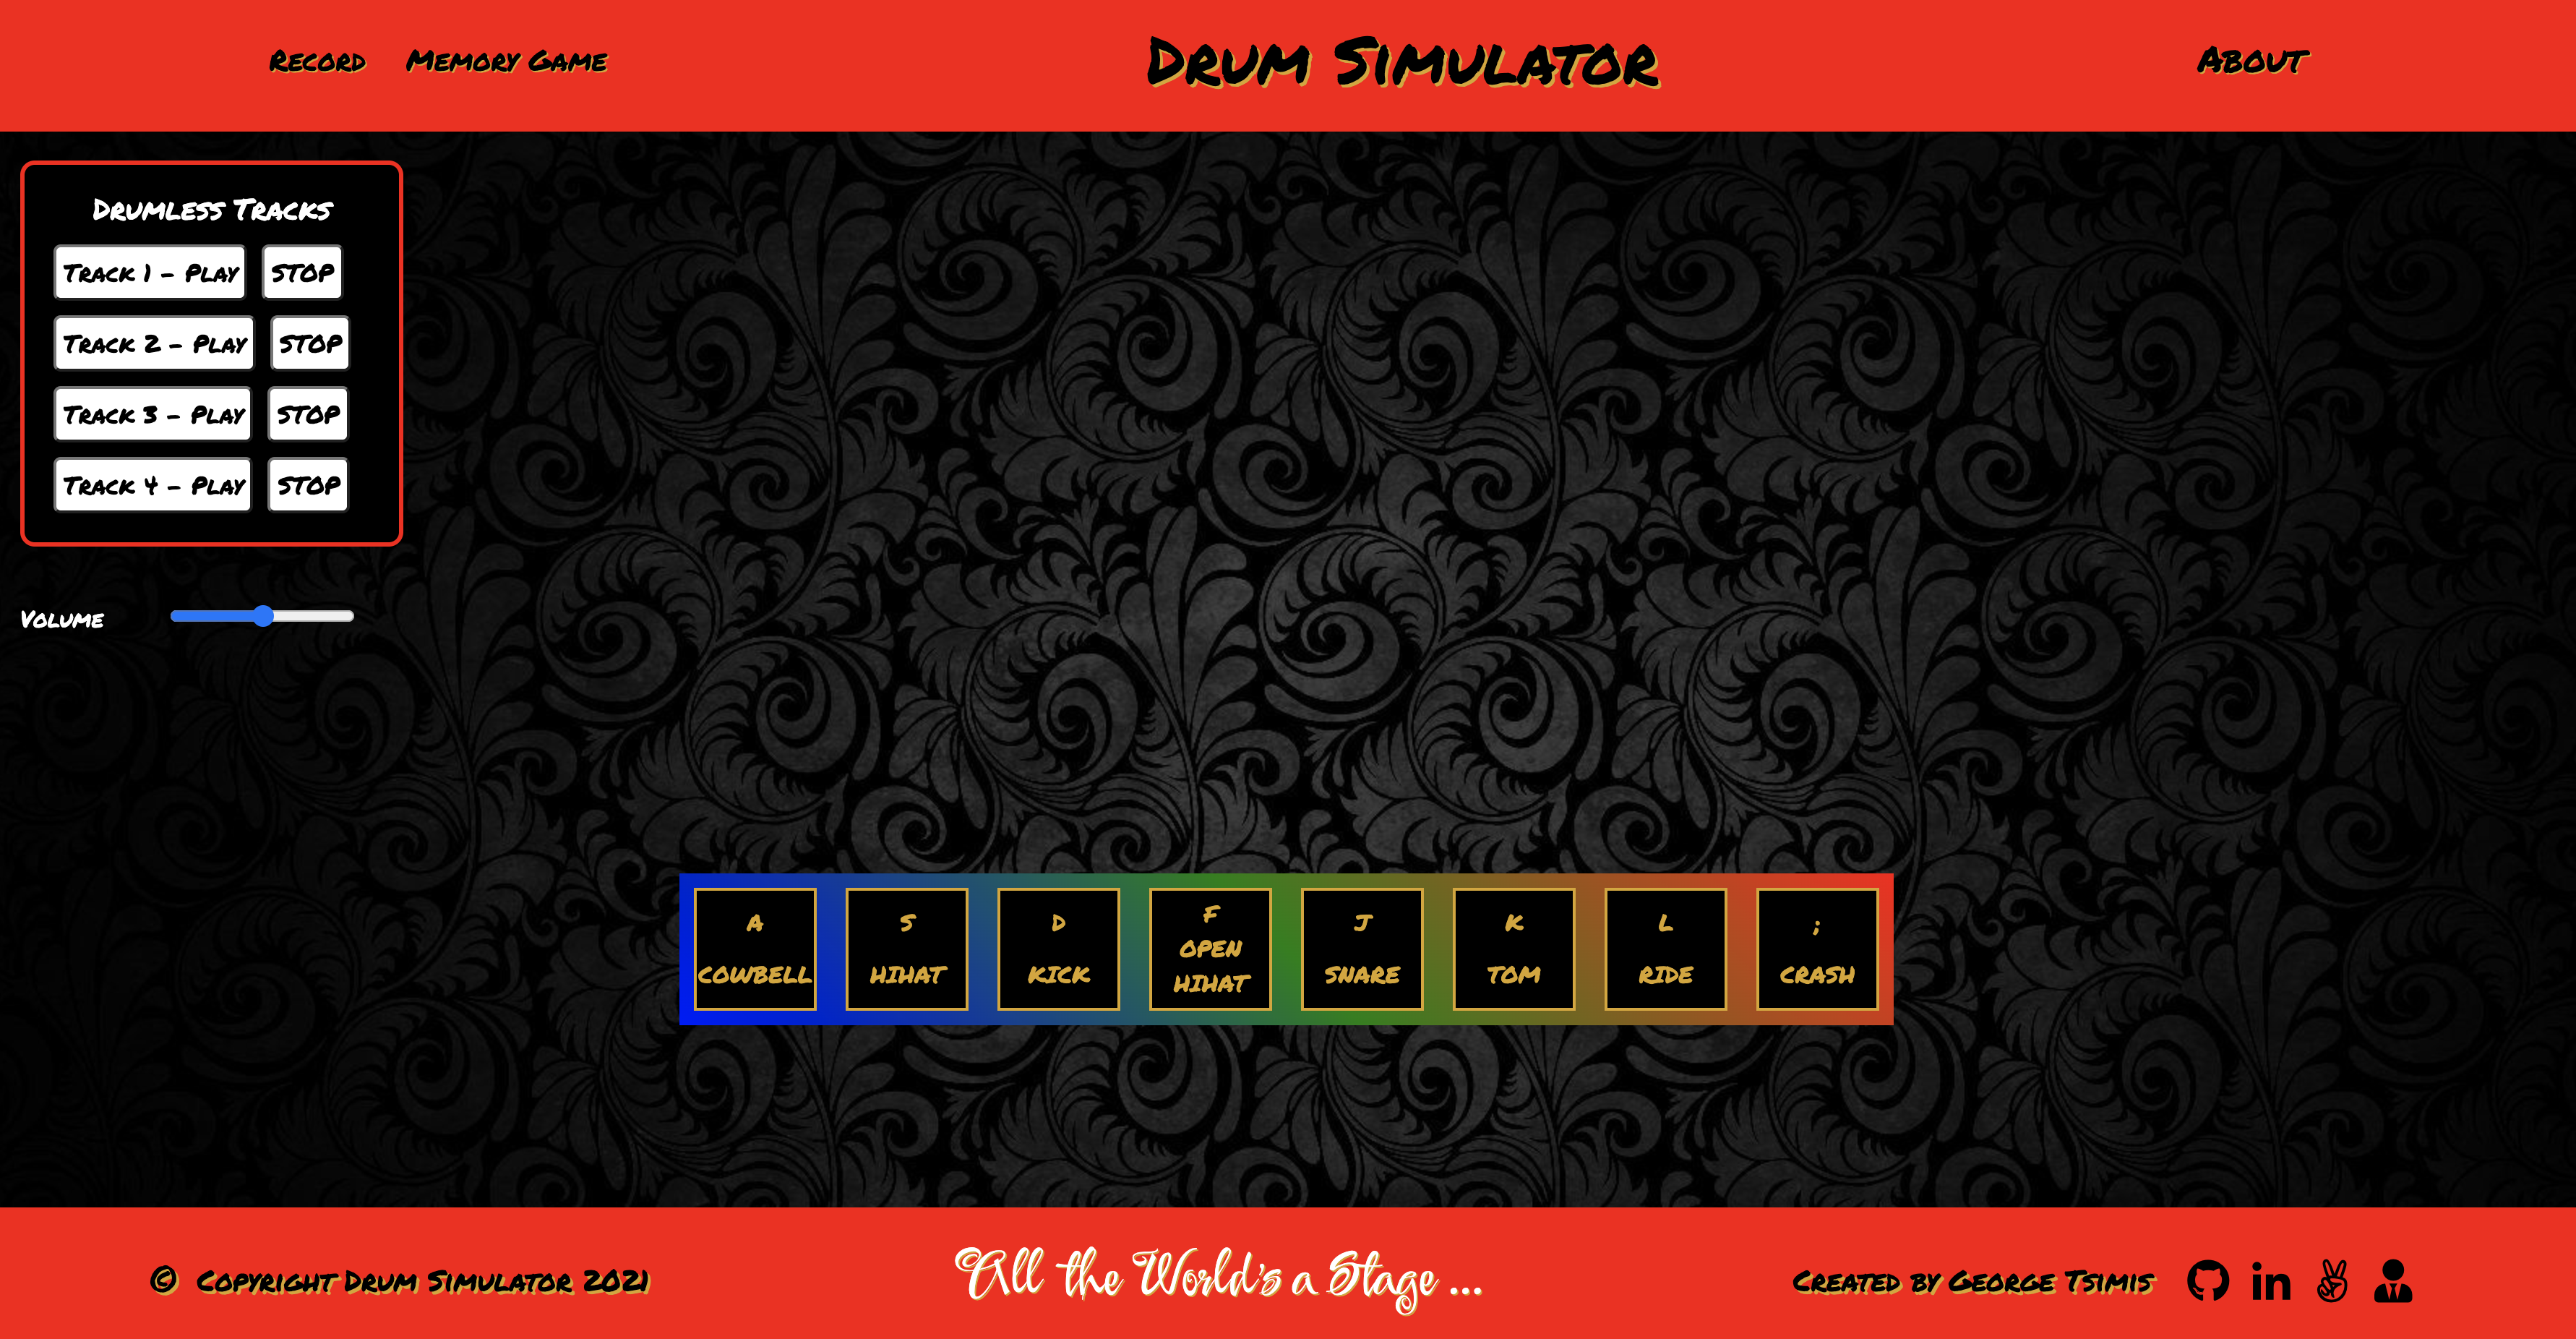 Record Memory Game Drum Simulator About
Drumless Tracks
Track 1 - Play STOP
Track 2 - Play STOP
Track 3 - Play STOP
Track 4 - Play STOP
Volume
A
COWBELL
S
HIHAT
D
KICK
F
OPEN
HIHAT
J
SNARE
K
TOM
L
RIDE
;
CRASH
© Copyright Drum Simulator 2021 All the World's a Stage ... Created by George Tsimis in